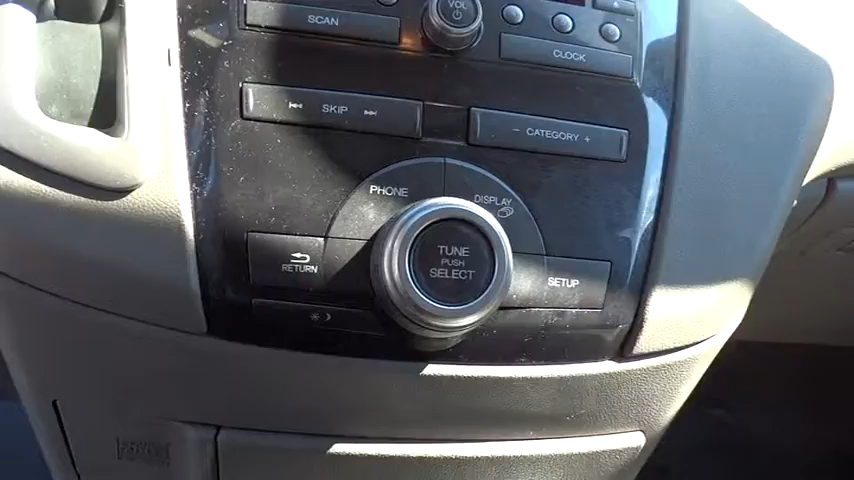 SCAN
VOL
CLOCK
SKIP
− CATEGORY +
PHONE
DISPLAY
TUNE
PUSH
SELECT
RETURN
SETUP